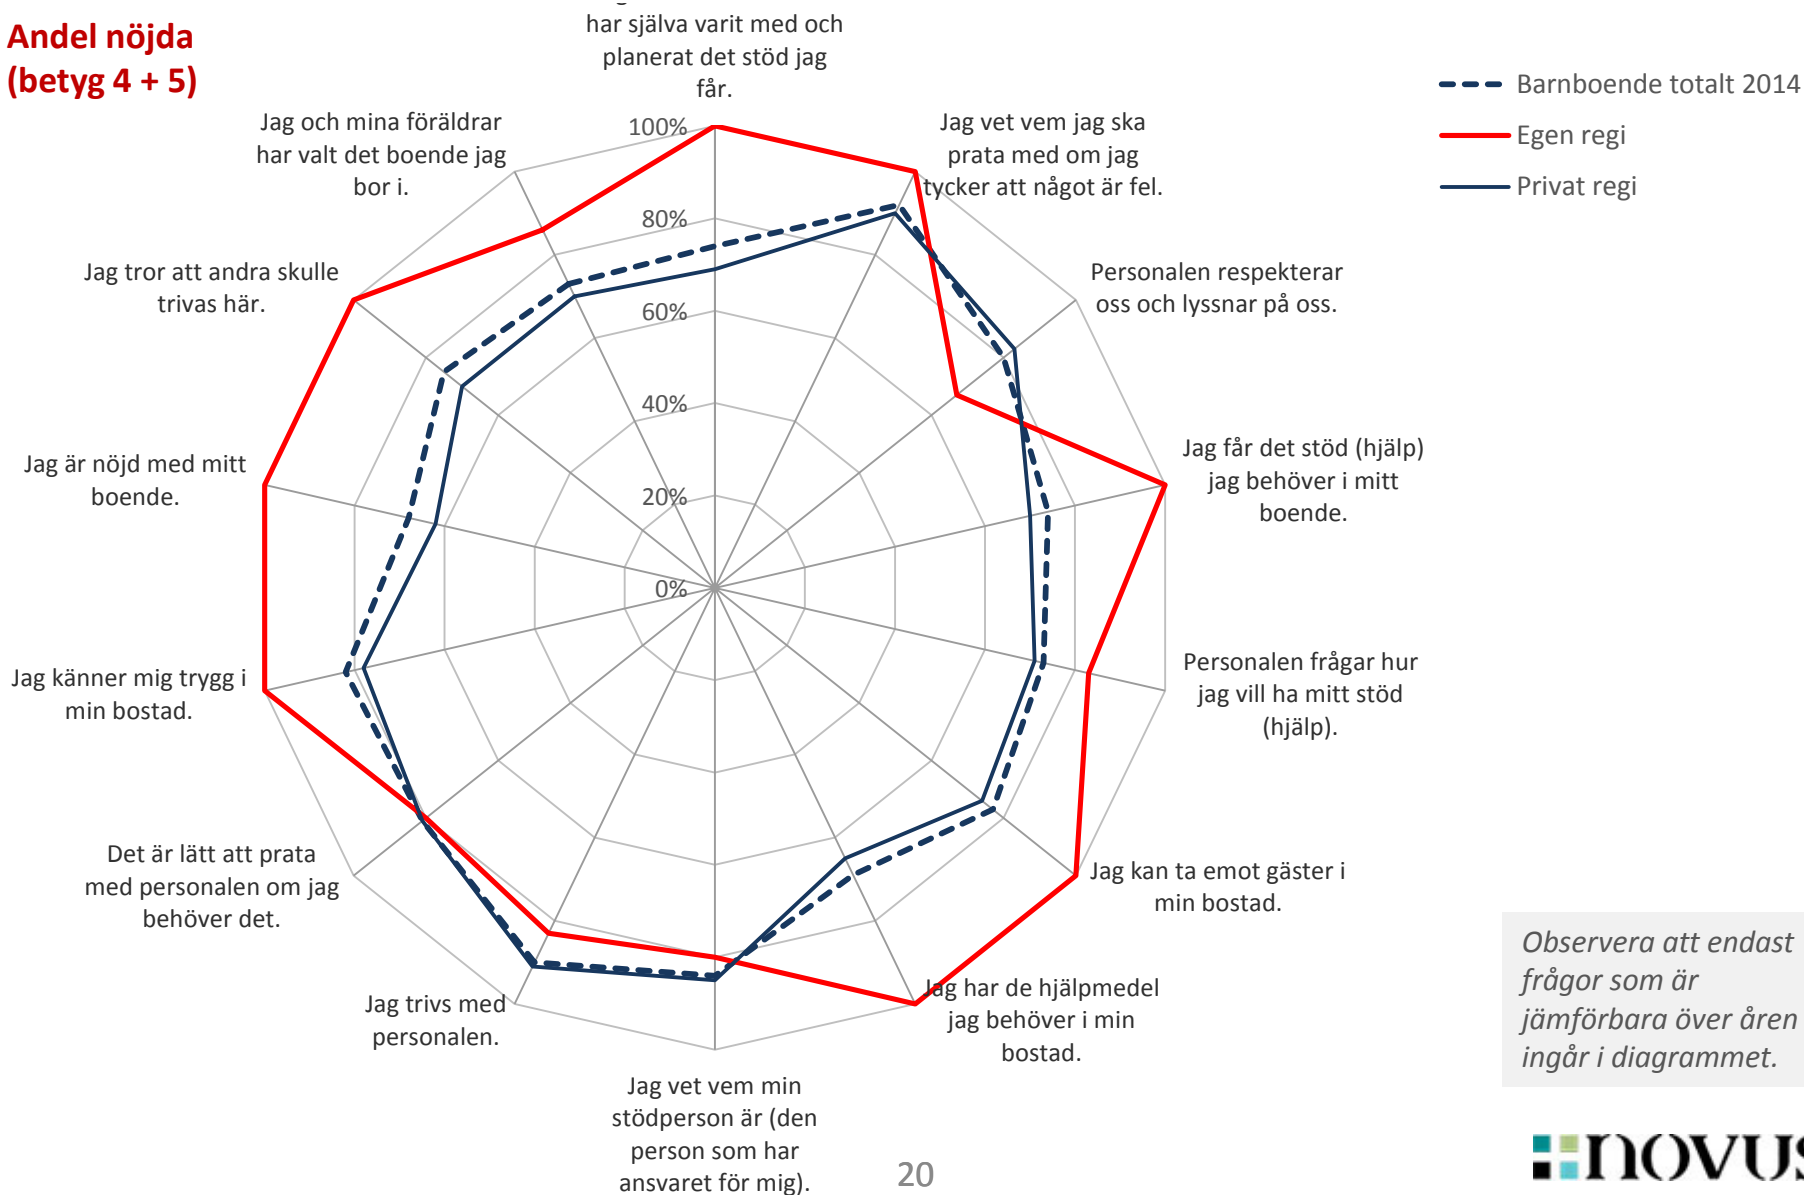 Andel nöjda
(betyg 4 + 5)
har själva varit med och
planerat det stöd jag
får.
Jag vet vem jag ska
prata med om jag
tycker att något är fel.
Personalen respekterar
oss och lyssnar på oss.
Jag får det stöd (hjälp)
jag behöver i mitt
boende.
Personalen frågar hur
jag vill ha mitt stöd
(hjälp).
Jag kan ta emot gäster i
min bostad.
Jag har de hjälpmedel
jag behöver i min
bostad.
Jag vet vem min
stödperson är (den
person som har
ansvaret för mig).
Jag trivs med
personalen.
Det är lätt att prata
med personalen om jag
behöver det.
Jag känner mig trygg i
min bostad.
Jag är nöjd med mitt
boende.
Jag tror att andra skulle
trivas här.
Jag och mina föräldrar
har valt det boende jag
bor i.
100%
80%
60%
40%
20%
0%
Barnboende totalt 2014
Egen regi
Privat regi
Observera att endast
frågor som är
jämförbara över åren
ingår i diagrammet.
novus
20